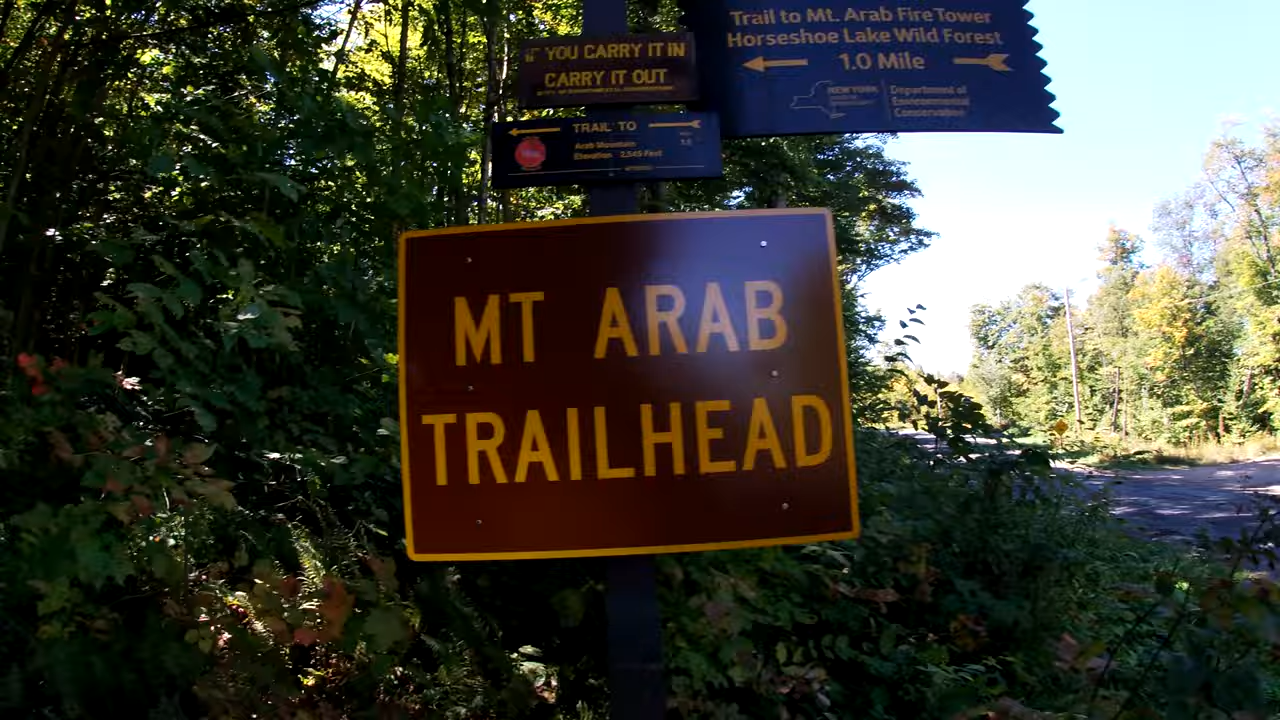 Trail to Mt. Arab Fire Tower
Horseshoe Lake Wild Forest
1.0 Mile
NEW YORK
Department of
Environmental
Conservation
IF YOU CARRY IT IN
CARRY IT OUT
TRAIL TO
Arab Mountain
Elevation 2,545 Feet
MT ARAB
TRAILHEAD